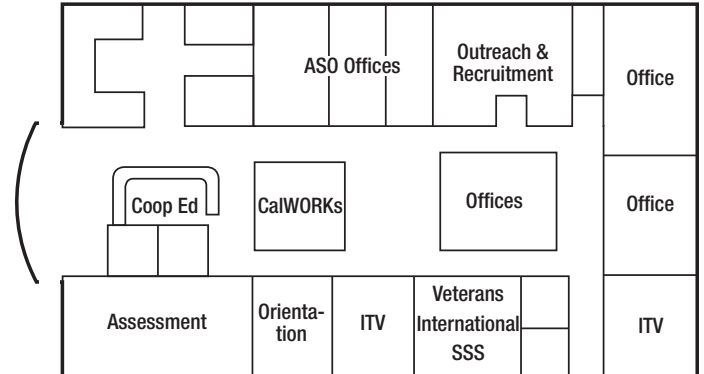 ASO Offices
Outreach &
Recruitment
Office
Coop Ed
CalWORKs
Offices
Office
Assessment
Orienta-
tion
ITV
Veterans
International
SSS
ITV